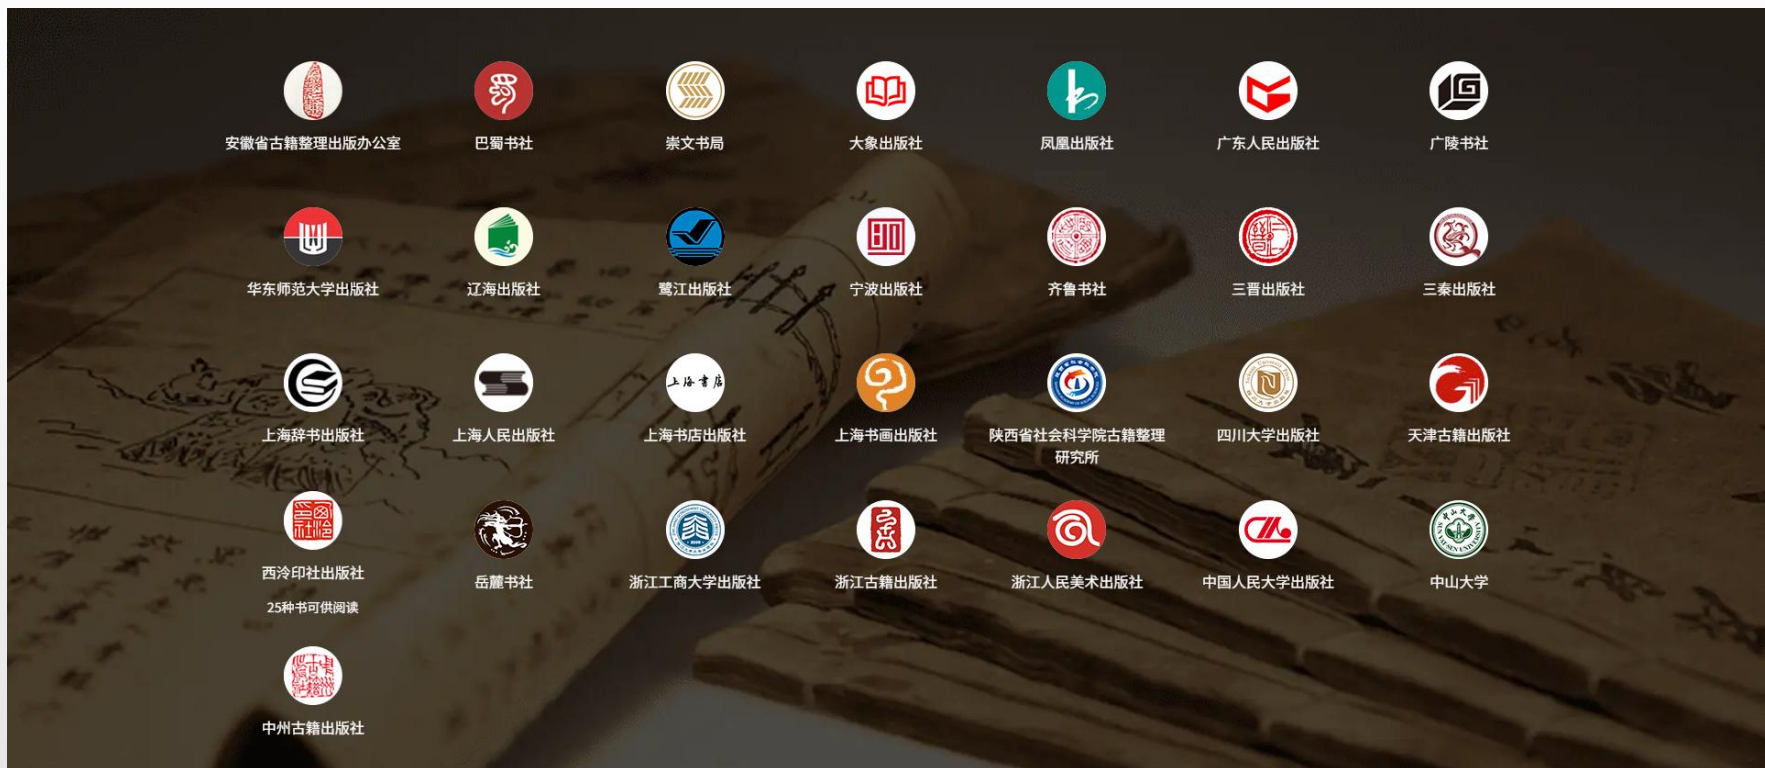 安徽省古籍整理出版办公室
巴蜀书社
崇文书局
大象出版社
凤凰出版社
广东人民出版社
广陵书社
华东师范大学出版社
辽海出版社
鹭江出版社
宁波出版社
齐鲁书社
三晋出版社
三秦出版社
上海書店
上海辞书出版社
上海人民出版社
上海书店出版社
上海书画出版社
陕西省社会科学院古籍整理
研究所
四川大学出版社
天津古籍出版社
中山大學
SUN YAT-SEN UNIVERSITY
西泠印社出版社
25种书可供阅读
岳麓书社
浙江工商大学出版社
浙江古籍出版社
浙江人民美术出版社
中国人民大学出版社
中山大学
中州古籍出版社